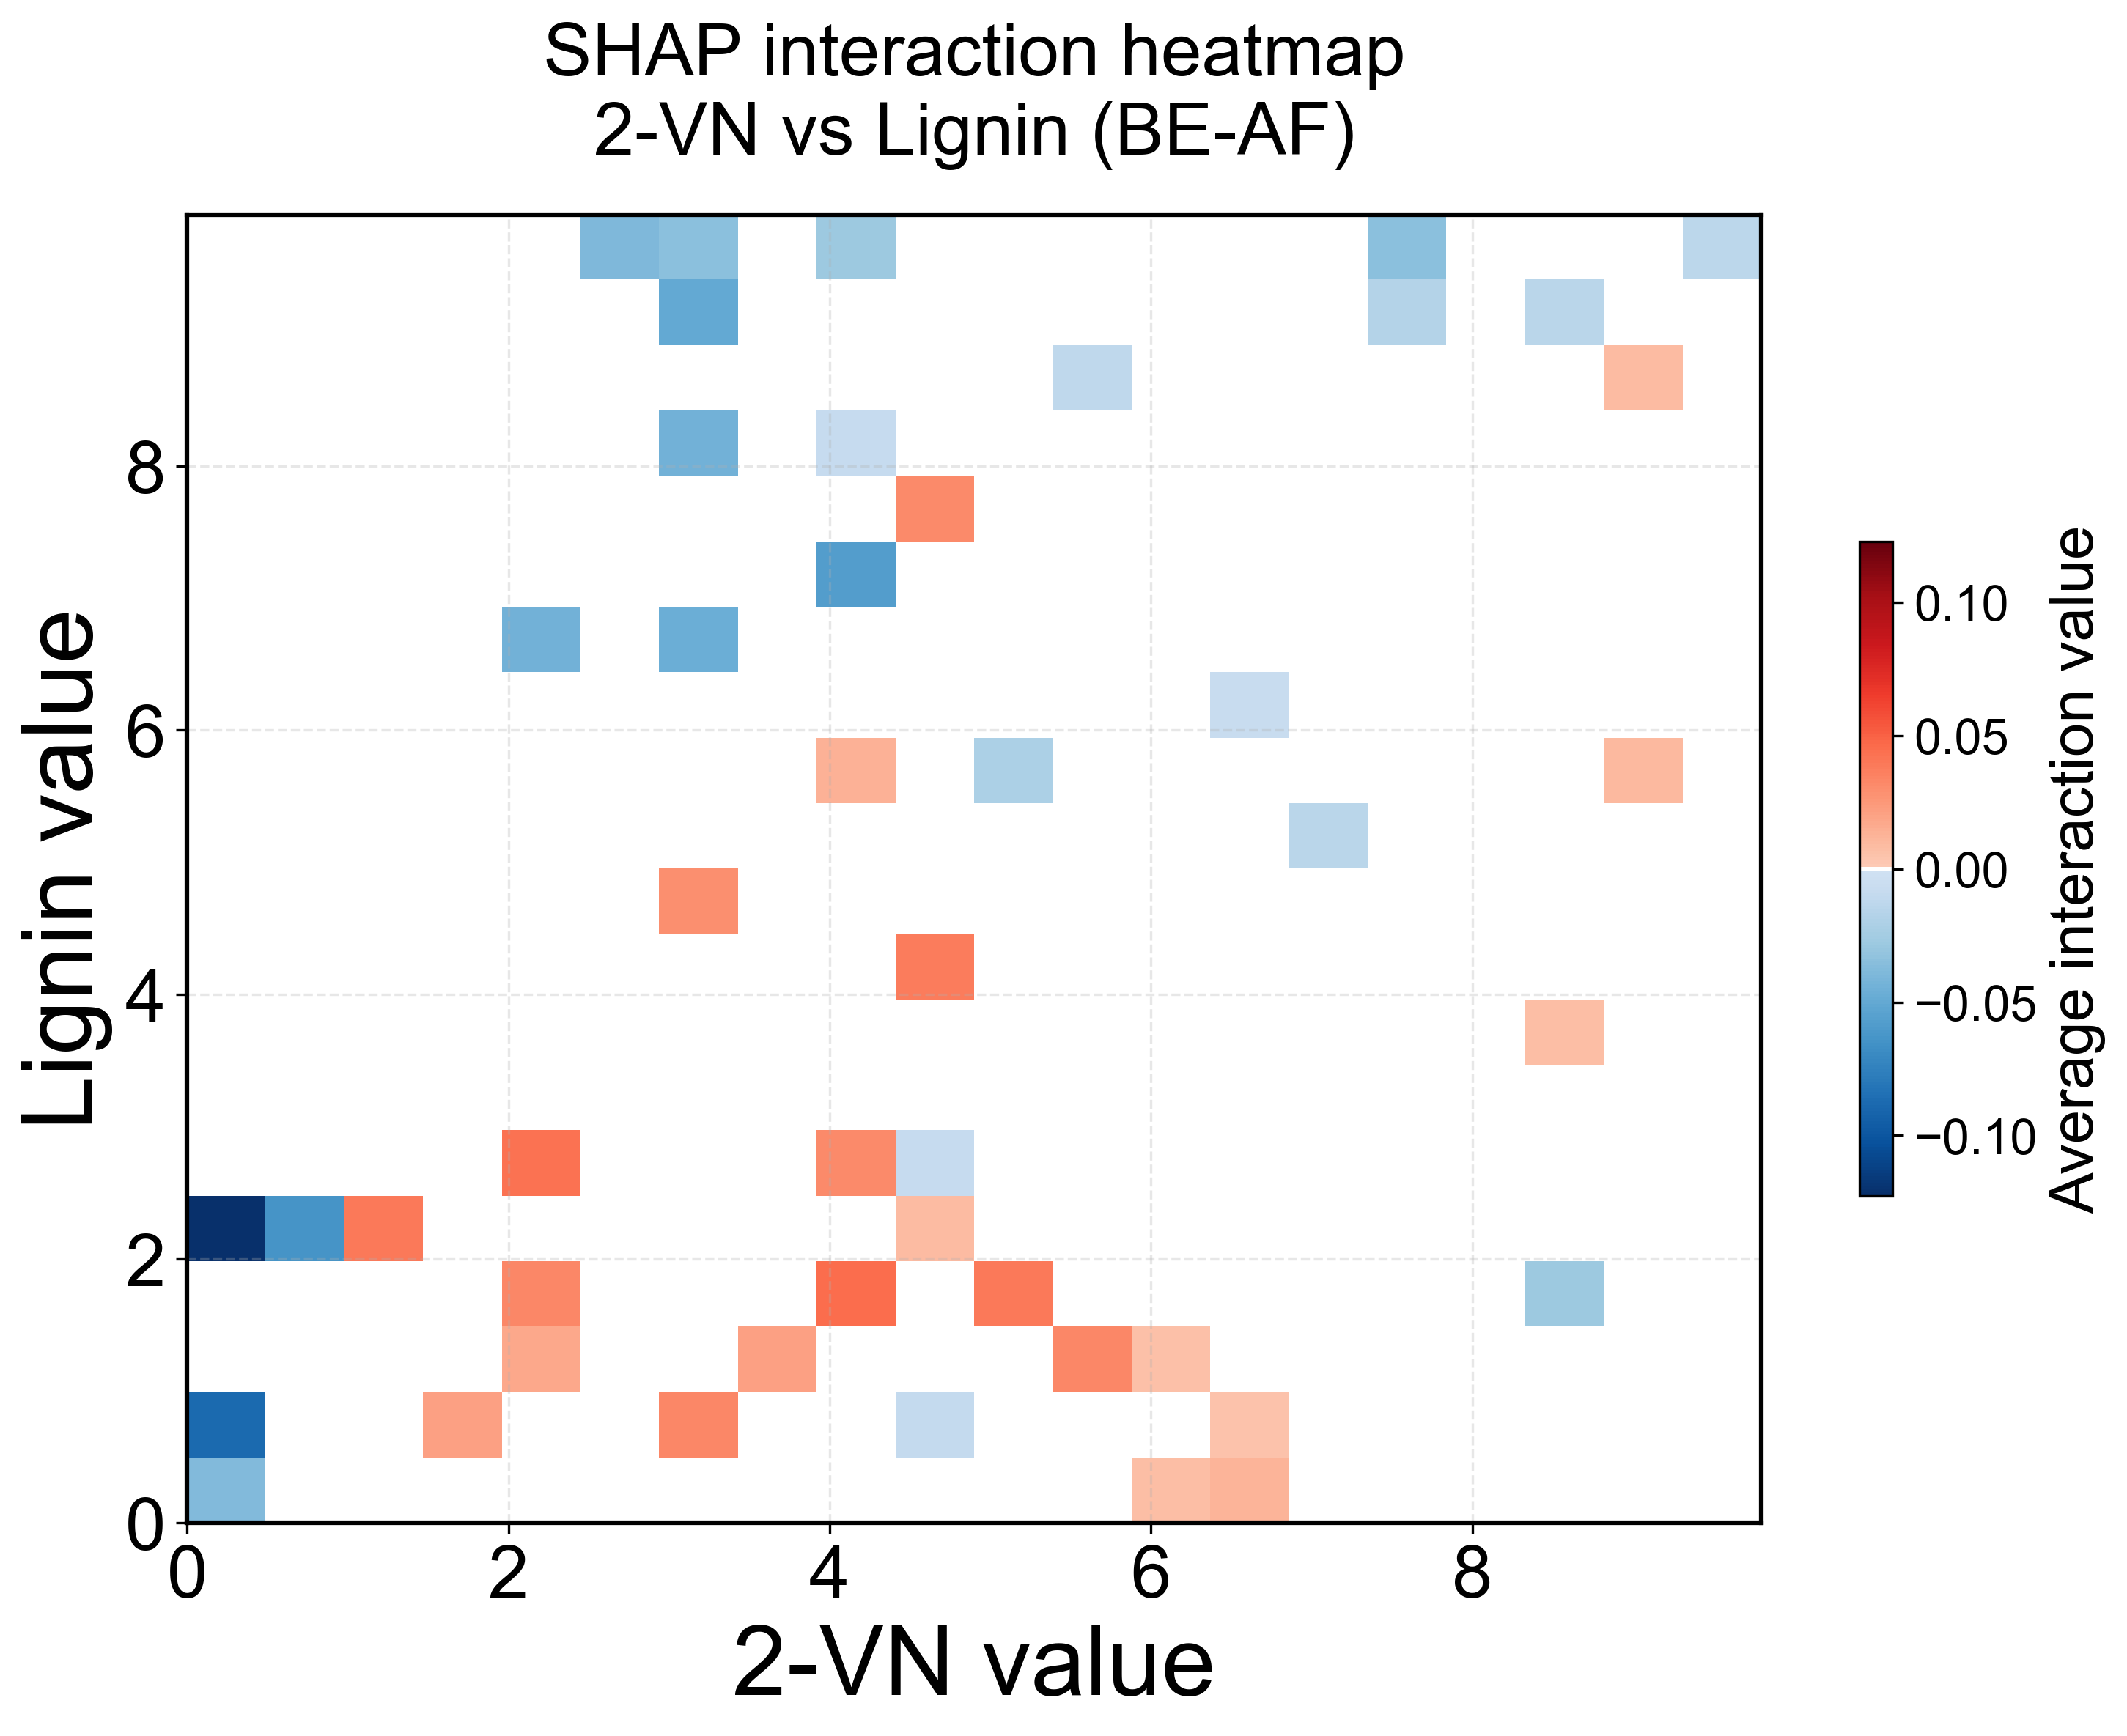 SHAP interaction heatmap
2-VN vs Lignin (BE-AF)
Lignin value
8
6
4
2
0
0 2 4 6 8
2-VN value
0.10
0.05
0.00
−0.05
−0.10
Average interaction value